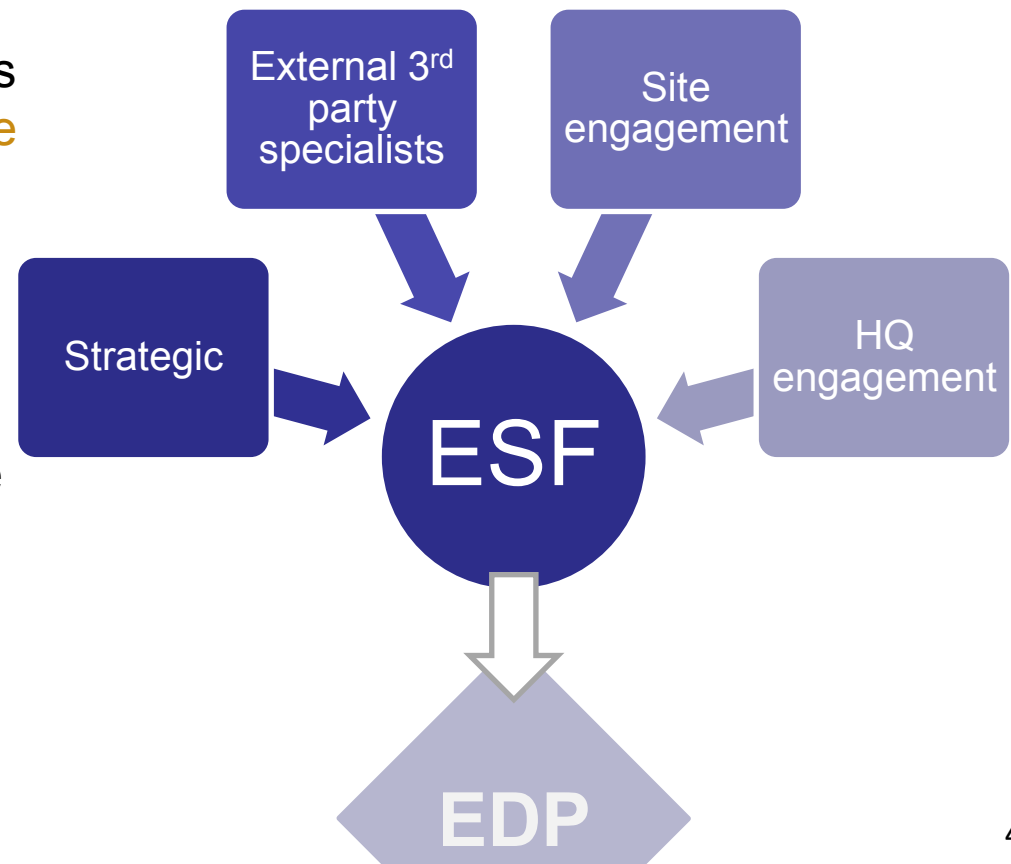 s
e
External 3rd
party
specialists
Site
engagement
Strategic
HQ
engagement
ESF
EDP